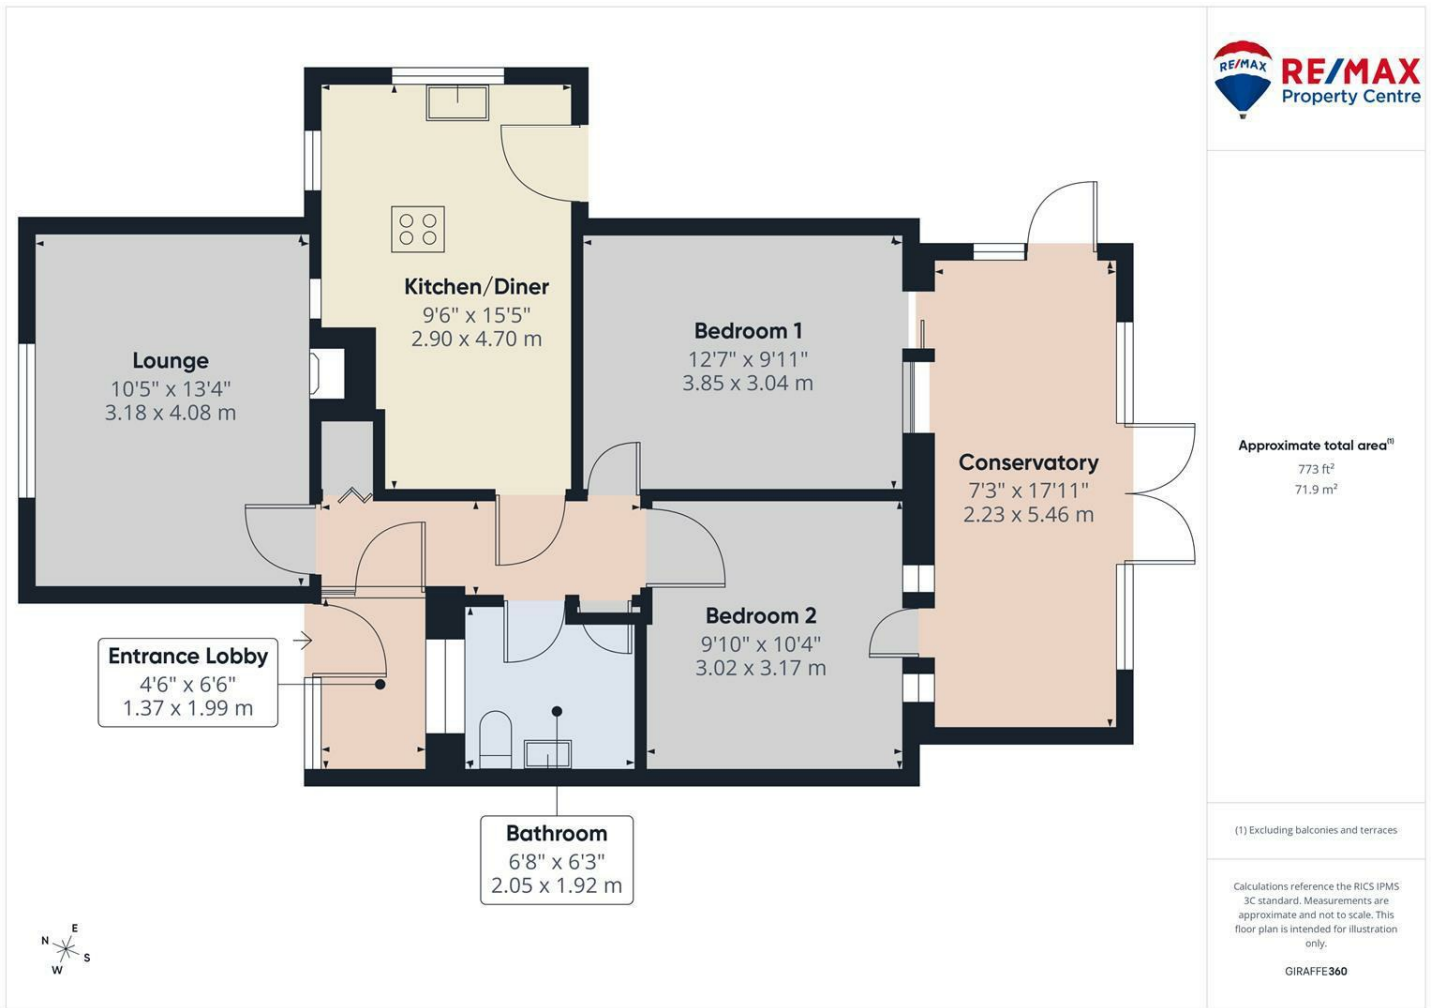 RE/MAX
RE/MAX
Property Centre
Kitchen/Diner
9'6" x 15'5"
2.90 x 4.70 m
Lounge
10'5" x 13'4"
3.18 x 4.08 m
Bedroom 1
12'7" x 9'11"
3.85 x 3.04 m
Conservatory
7'3" x 17'11"
2.23 x 5.46 m
Bedroom 2
9'10" x 10'4"
3.02 x 3.17 m
Entrance Lobby
4'6" x 6'6"
1.37 x 1.99 m
Bathroom
6'8" x 6'3"
2.05 x 1.92 m
N
E
S
W
Approximate total area(1)
773 ft²
71.9 m²
(1) Excluding balconies and terraces
Calculations reference the RICS IPMS
3C standard. Measurements are
approximate and not to scale. This
floor plan is intended for illustration
only.
GIRAFFE360